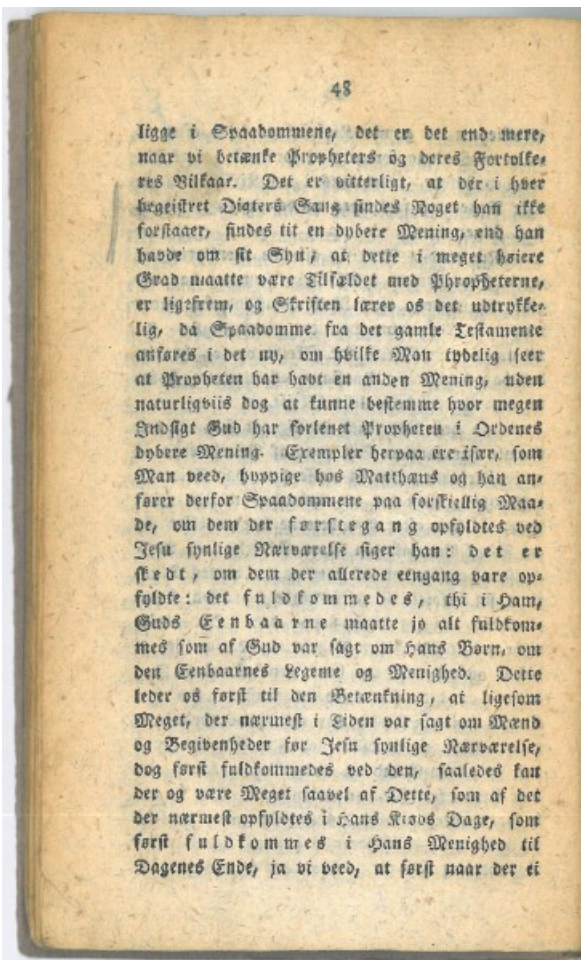 48
ligge i Spaadommene, det er det end mere,
naar vi betænke Propheters og deres Fortolke-
res Vilkaar. Det er vitterligt, at der i hver
begeistret Digters Sang findes Noget han ikke
forstaaer, findes tit en dybere Mening, end han
havde om sit Syn, at dette i meget høiere
Grad maatte være Tilfældet med Phropheterne,
er ligefrem, og Skriften lærer os det udtrykke-
lig, da Spaadomme fra det gamle Testamente
anføres i det ny, om hvilke Man tydelig seer
at Propheten har havt en anden Mening, uden
naturligviis dog at kunne bestemme hvor megen
Indsigt Gud har forlenet Propheten i Ordenes
dybere Mening. Exempler herpaa ere især, som
Man veed, hyppige hos Matthæus og han an-
fører derfor Spaadommene paa forskiellig Maa-
de, om dem der førstegang opfyldtes ved
Jesu synlige Nærværelse siger han: det er
skedt, om dem der allerede eengang vare op-
fyldte: det fuldkommedes, thi i Ham,
Guds Eenbaarne maatte jo alt fuldkom-
mes som af Gud var sagt om Hans Børn, om
den Eenbaarnes Legeme og Menighed. Dette
leder os først til den Betænkning, at ligesom
Meget, der nærmest i Tiden var sagt om Mænd
og Begivenheder før Jesu synlige Nærværelse,
dog først fuldkommedes ved den, saaledes kan
der og være Meget saavel af Dette, som af det
der nærmest opfyldtes i Hans Kiøds Dage, som
først fuldkommes i Hans Menighed til
Dagenes Ende, ja vi veed, at først naar der ei